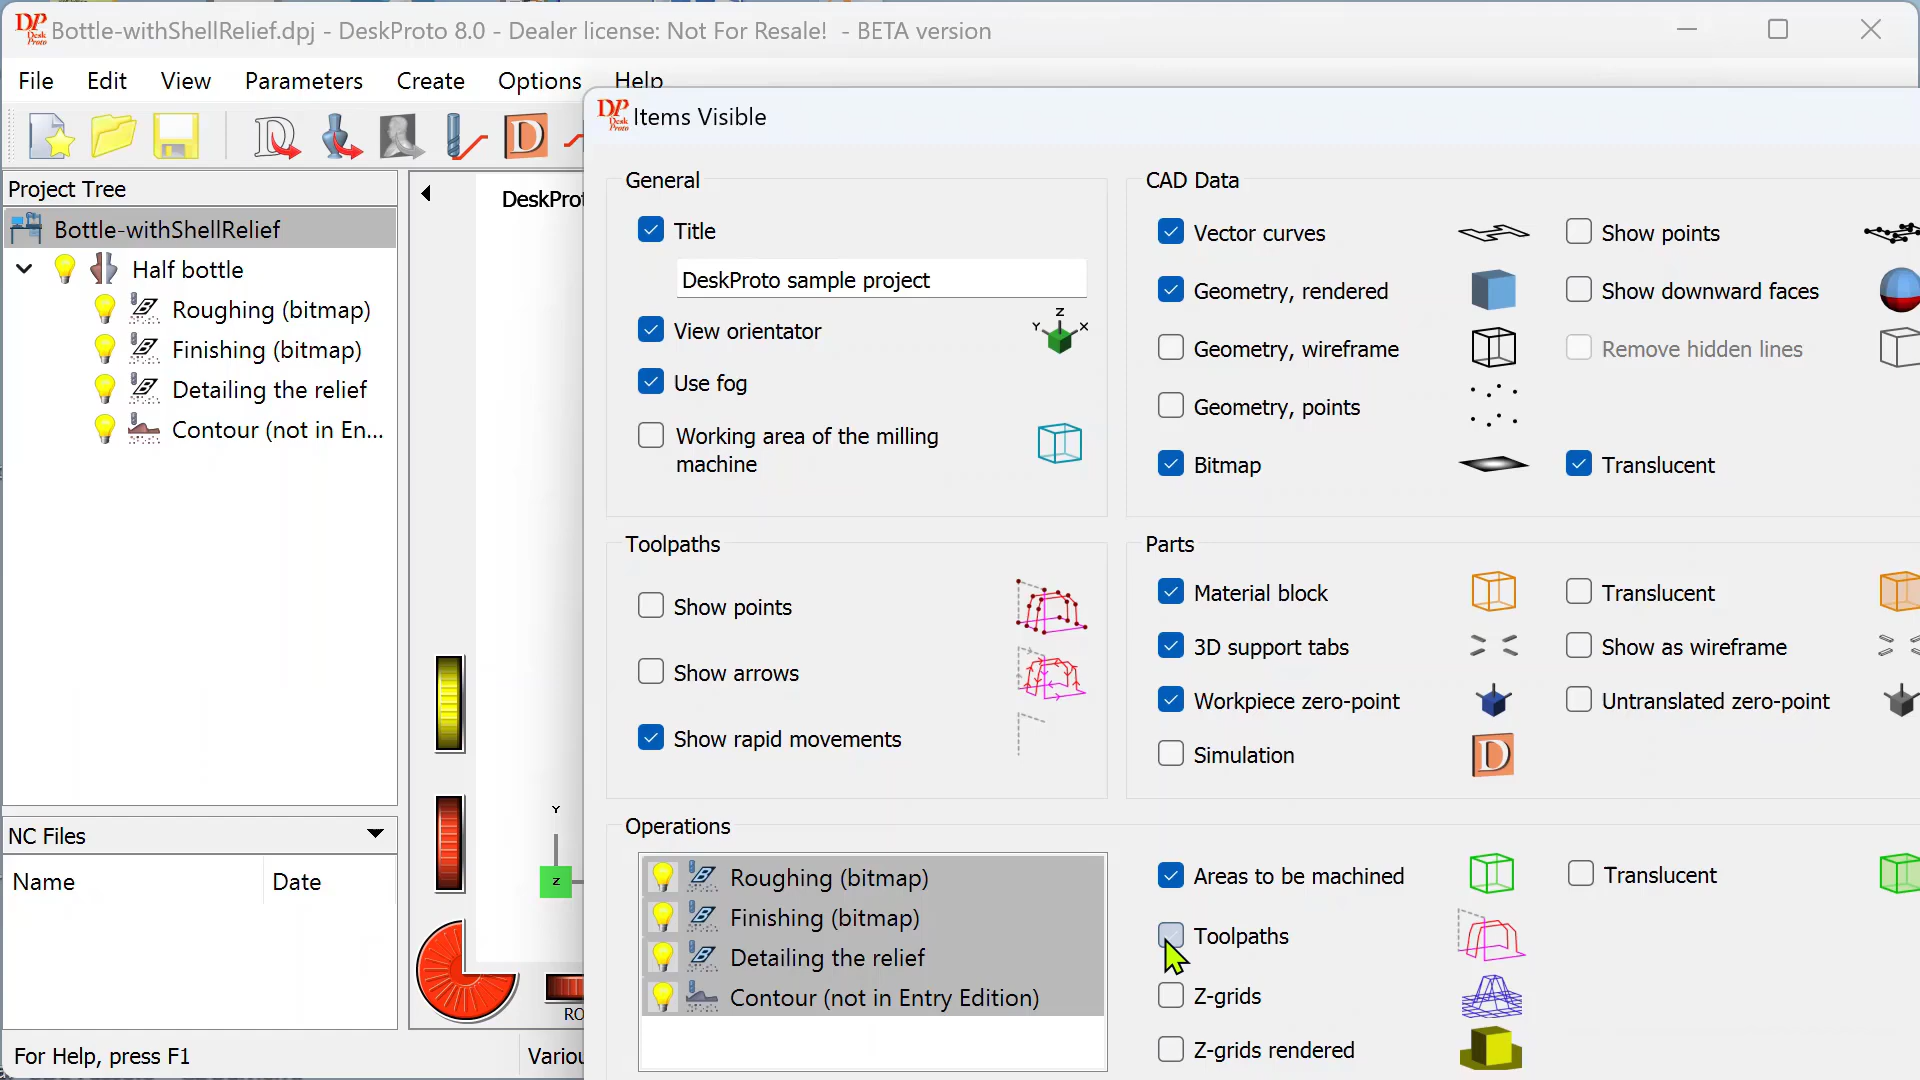 Bottle-withShellRelief.dpj - DeskProto 8.0 - Dealer license: Not For Resale!  - BETA version
File Edit View Parameters Create Options Help
Items Visible
Project Tree
Bottle-withShellRelief
Half bottle
Roughing (bitmap)
Finishing (bitmap)
Detailing the relief
Contour (not in En...
NC Files
Name Date
For Help, press F1
DeskProt
Y
Z
RO
Variou
General
Title
DeskProto sample project
View orientator
Z
Y X
Use fog
Working area of the milling
machine
CAD Data
Vector curves
Show points
Geometry, rendered
Show downward faces
Geometry, wireframe
Remove hidden lines
Geometry, points
Bitmap
Translucent
Toolpaths
Show points
Show arrows
Show rapid movements
Parts
Material block
Translucent
3D support tabs
Show as wireframe
Workpiece zero-point
Untranslated zero-point
Simulation
Operations
Roughing (bitmap)
Finishing (bitmap)
Detailing the relief
Contour (not in Entry Edition)
Areas to be machined
Translucent
Toolpaths
Z-grids
Z-grids rendered